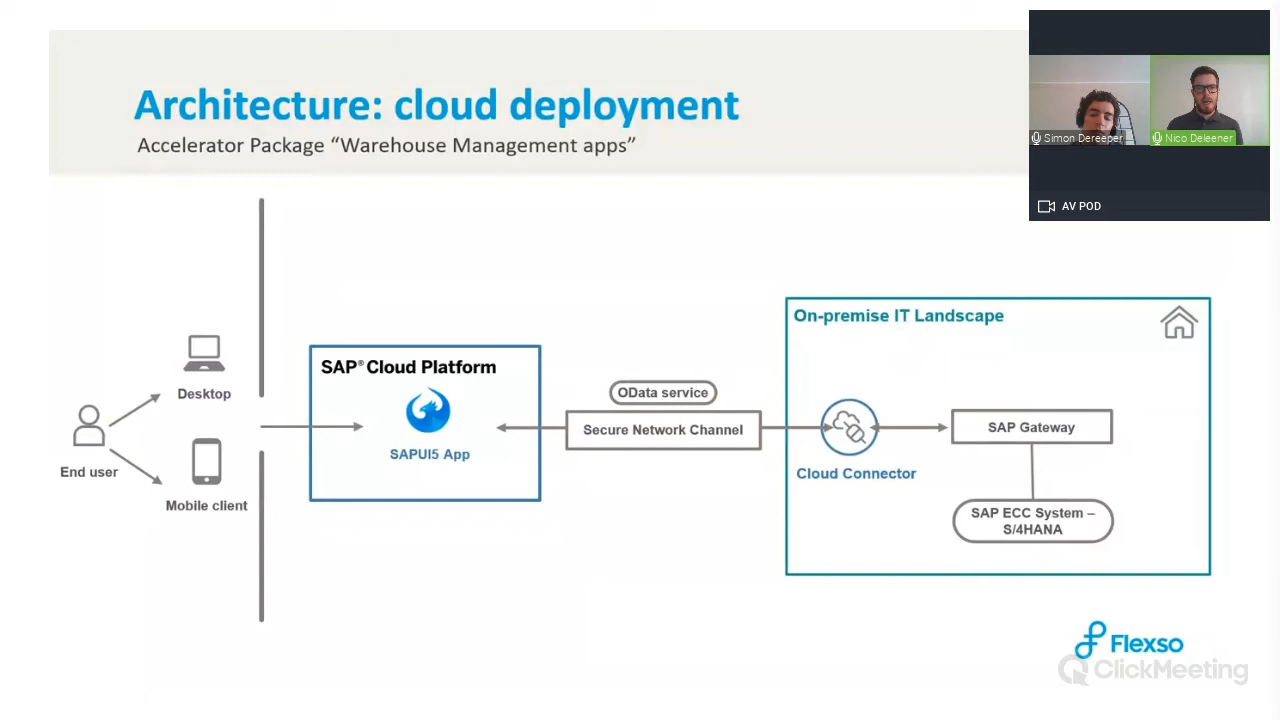 Architecture: cloud deployment
Accelerator Package “Warehouse Management apps”
Simon Dereeper
Nico Deleener
AV POD
On-premise IT Landscape
SAP® Cloud Platform
Desktop
OData service
Secure Network Channel
SAP Gateway
SAPUI5 App
End user
Cloud Connector
Mobile client
SAP ECC System –
S/4HANA
Flexso
ClickMeeting